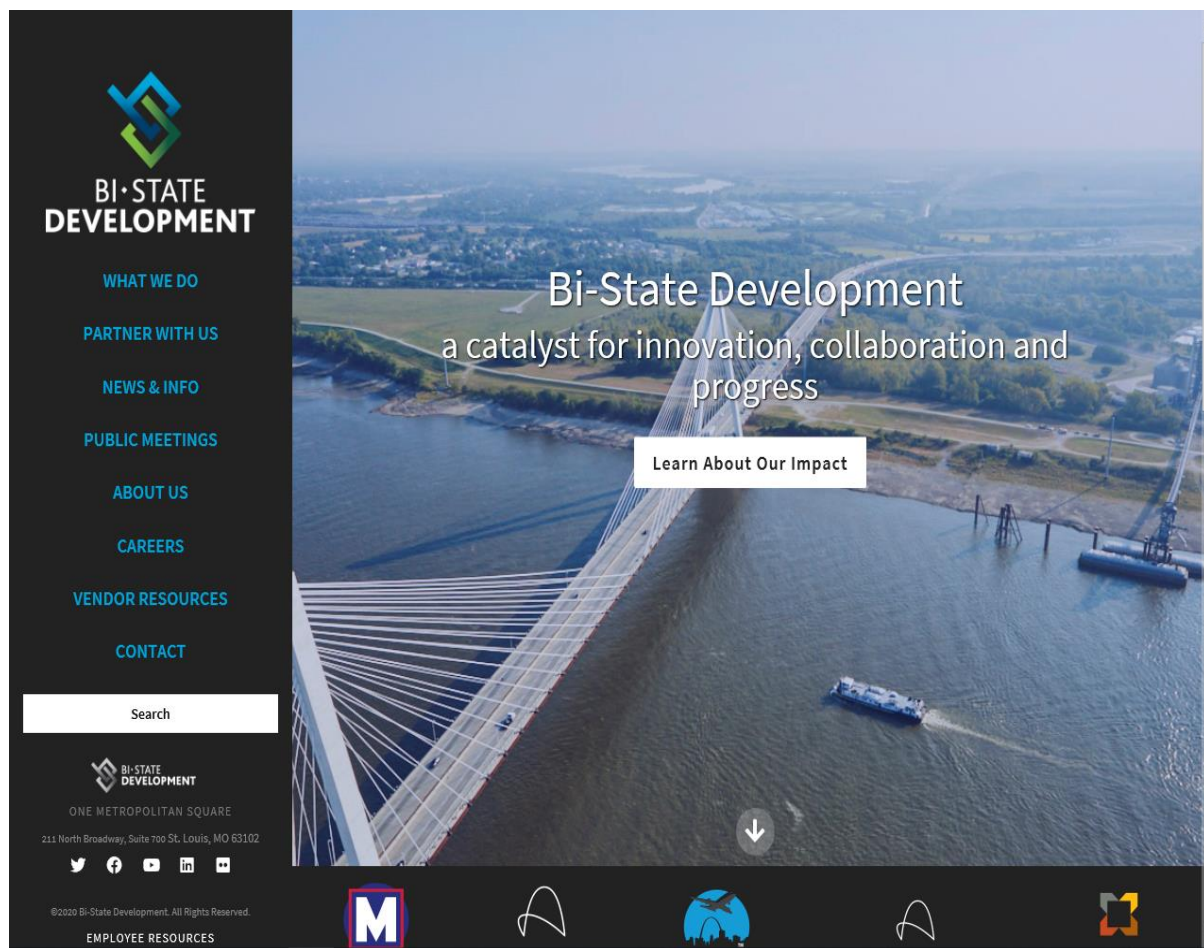 BI·STATE
DEVELOPMENT
WHAT WE DO
PARTNER WITH US
NEWS & INFO
PUBLIC MEETINGS
ABOUT US
CAREERS
VENDOR RESOURCES
CONTACT
Search
BI·STATE
DEVELOPMENT
ONE METROPOLITAN SQUARE
211 North Broadway, Suite 700 St. Louis, MO 63102
©2020 Bi-State Development. All Rights Reserved.
EMPLOYEE RESOURCES
Bi-State Development
a catalyst for innovation, collaboration and
progress
Learn About Our Impact
M